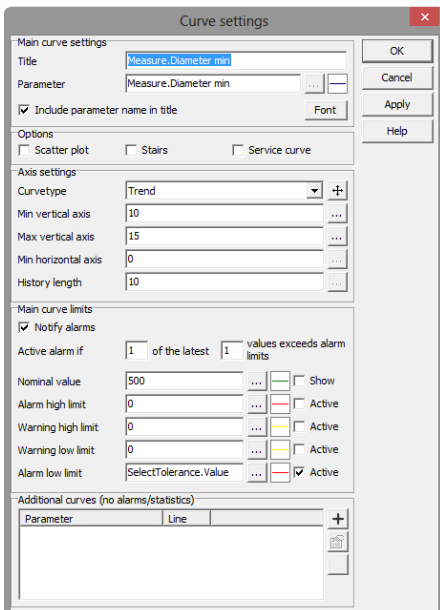 Curve settings
Main curve settings
Title Measure.Diameter min
Parameter Measure.Diameter min ...
Include parameter name in title Font
OK
Cancel
Apply
Help
Options
Scatter plot Stairs Service curve
Axis settings
Curvetype Trend
Min vertical axis 10 ...
Max vertical axis 15 ...
Min horizontal axis 0 ...
History length 10 ...
Main curve limits
Notify alarms
Active alarm if 1 of the latest 1 values exceeds alarm
limits
Nominal value 500 ... Show
Alarm high limit 0 ... Active
Warning high limit 0 ... Active
Warning low limit 0 ... Active
Alarm low limit SelectTolerance.Value ... Active
Additional curves (no alarms/statistics)
Parameter Line